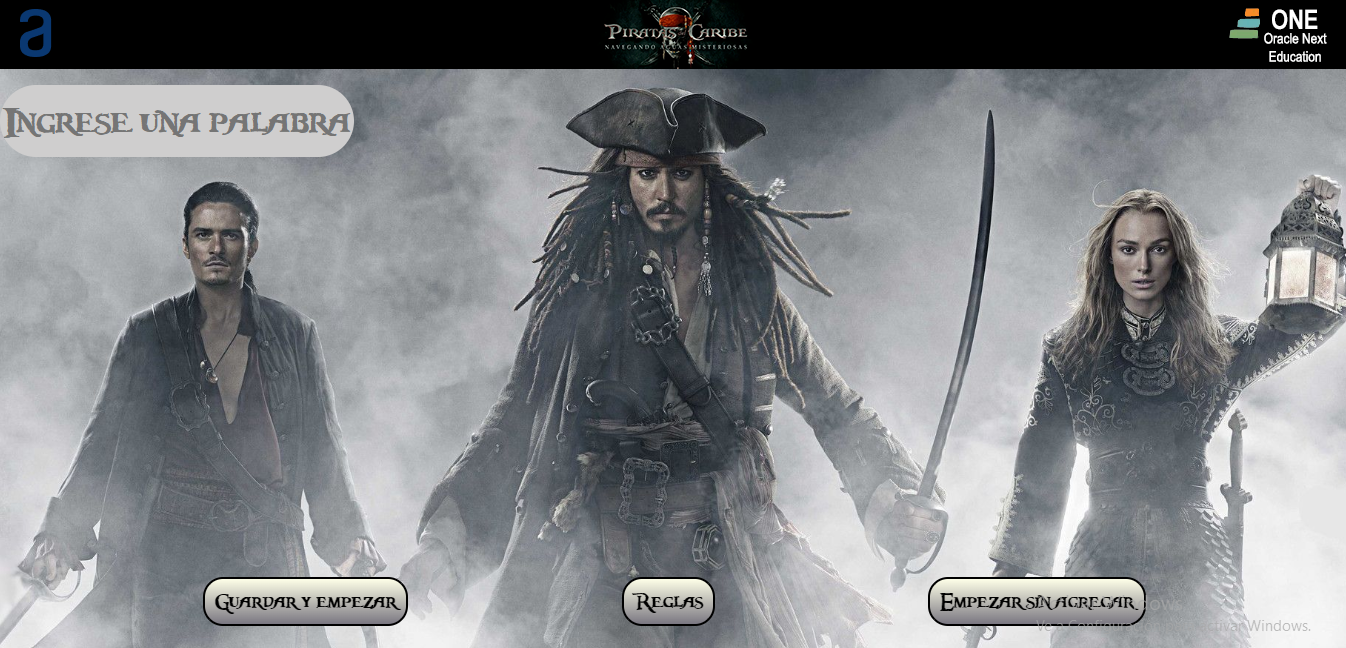 a
PIRATAS DEL CARIBE
NAVEGANDO AGUAS MISTERIOSAS
ONE
Oracle Next
Education
INGRESE UNA PALABRA
GUARDAR Y EMPEZAR
REGLAS
EMPEZAR SIN AGREGAR
Windows.